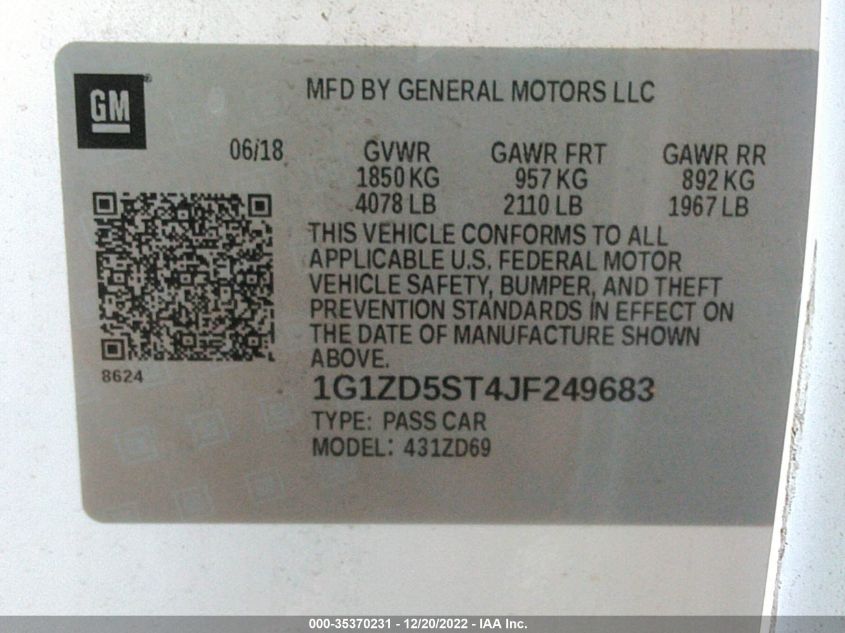 GM®
MFD BY GENERAL MOTORS LLC
06/18 GVWR GAWR FRT GAWR RR
1850 KG 957 KG 892 KG
4078 LB 2110 LB 1967 LB
THIS VEHICLE CONFORMS TO ALL
APPLICABLE U.S. FEDERAL MOTOR
VEHICLE SAFETY, BUMPER, AND THEFT
PREVENTION STANDARDS IN EFFECT ON
THE DATE OF MANUFACTURE SHOWN
ABOVE.
8624
1G1ZD5ST4JF249683
TYPE: PASS CAR
MODEL: 431ZD69
000-35370231 - 12/20/2022 - IAA Inc.